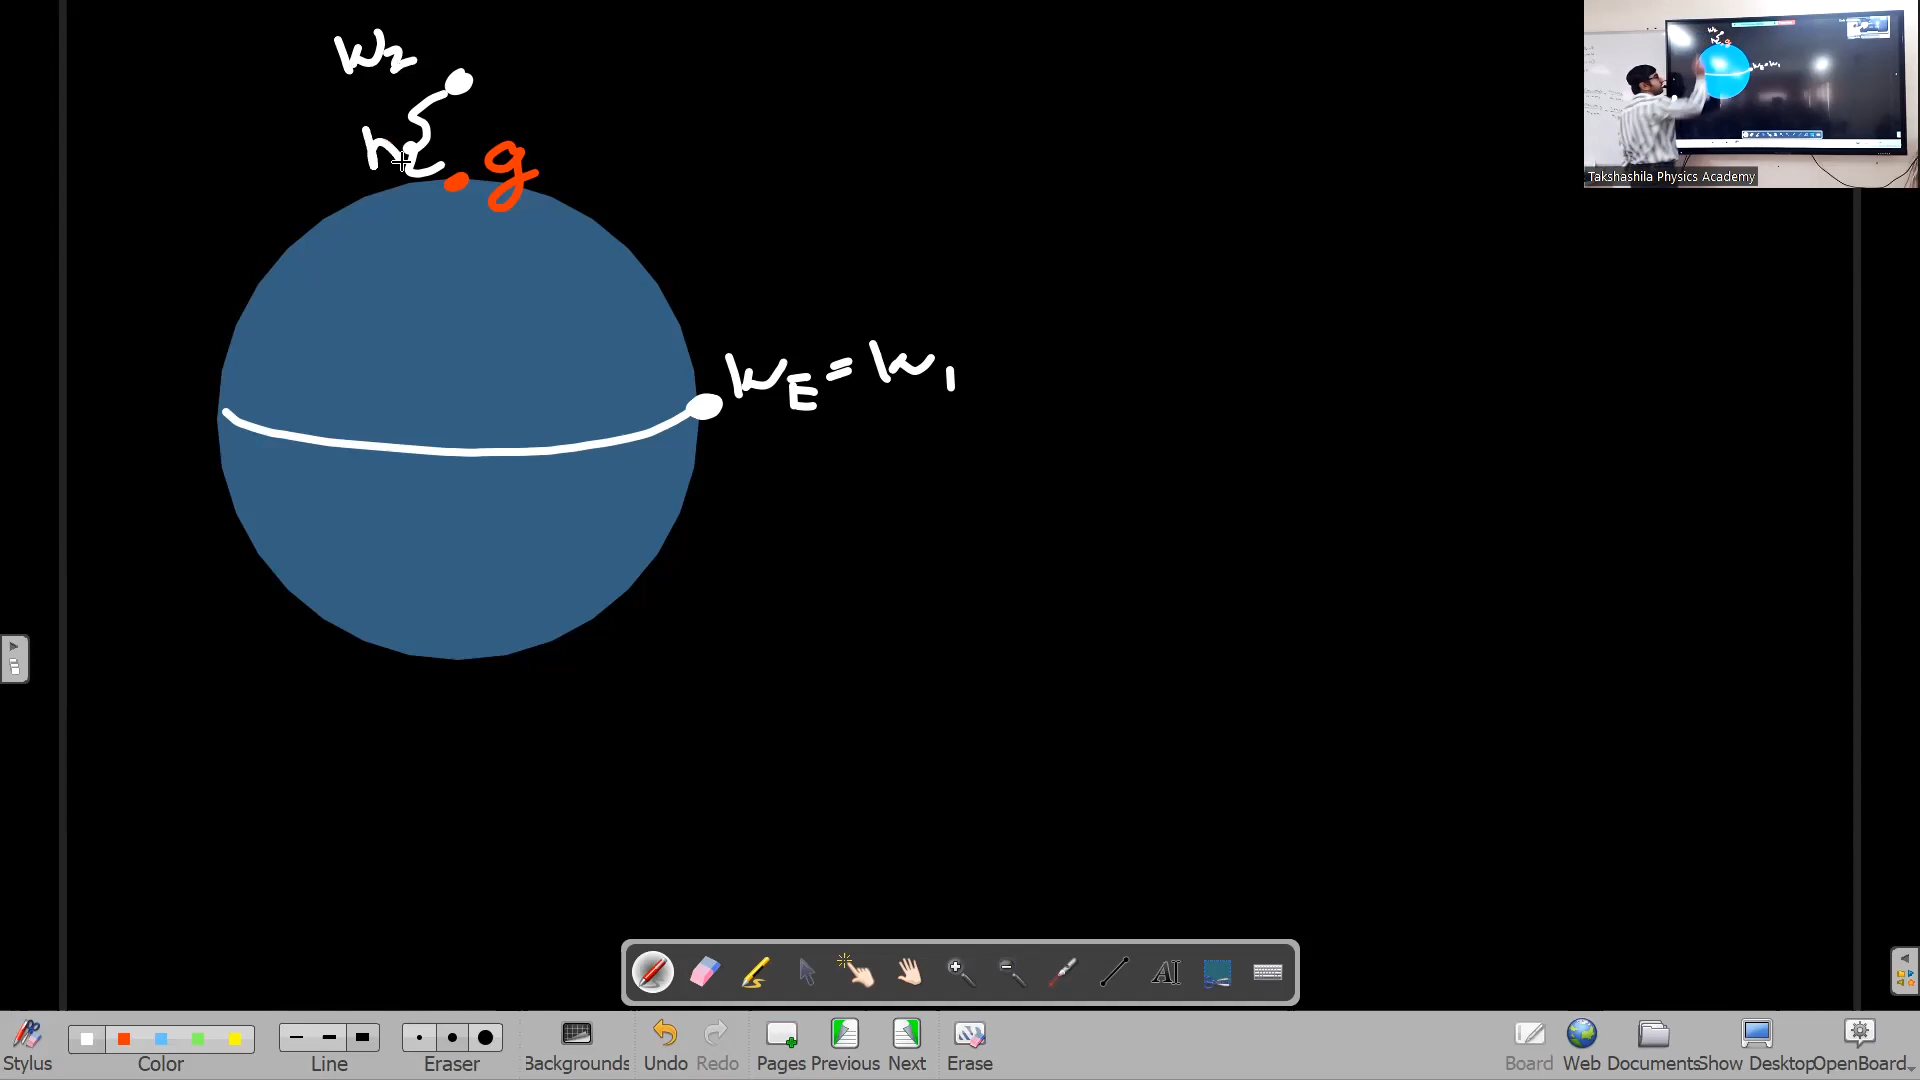 W2
h
g
WE = W1
Takshashila Physics Academy
Stylus
Color
Line
Eraser
Backgrounds
Undo
Redo
Pages
Previous
Next
Erase
Board
Web
Documents
Show Desktop
OpenBoard
AI